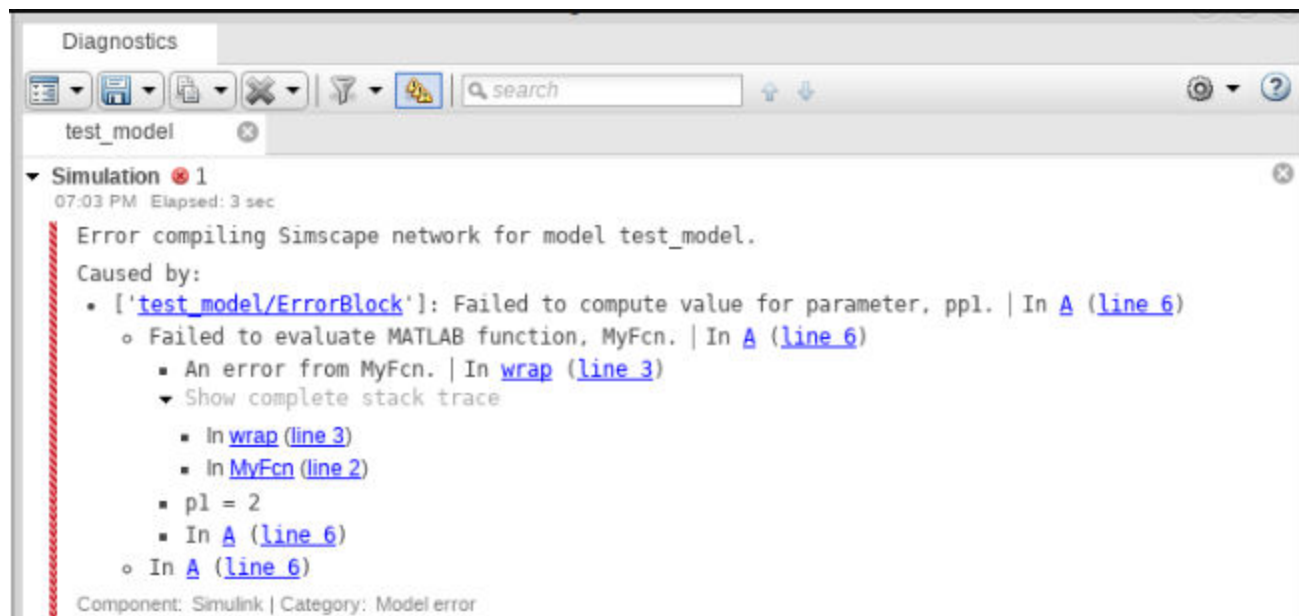 Diagnostics
search
test_model
Simulation 1
07:03 PM Elapsed: 3 sec
Error compiling Simscape network for model test_model.
Caused by:
• ['test_model/ErrorBlock']: Failed to compute value for parameter, pp1. | In A (line 6)
◦ Failed to evaluate MATLAB function, MyFcn. | In A (line 6)
▪ An error from MyFcn. | In wrap (line 3)
Show complete stack trace
▪ In wrap (line 3)
▪ In MyFcn (line 2)
▪ p1 = 2
▪ In A (line 6)
◦ In A (line 6)
Component: Simulink | Category: Model error